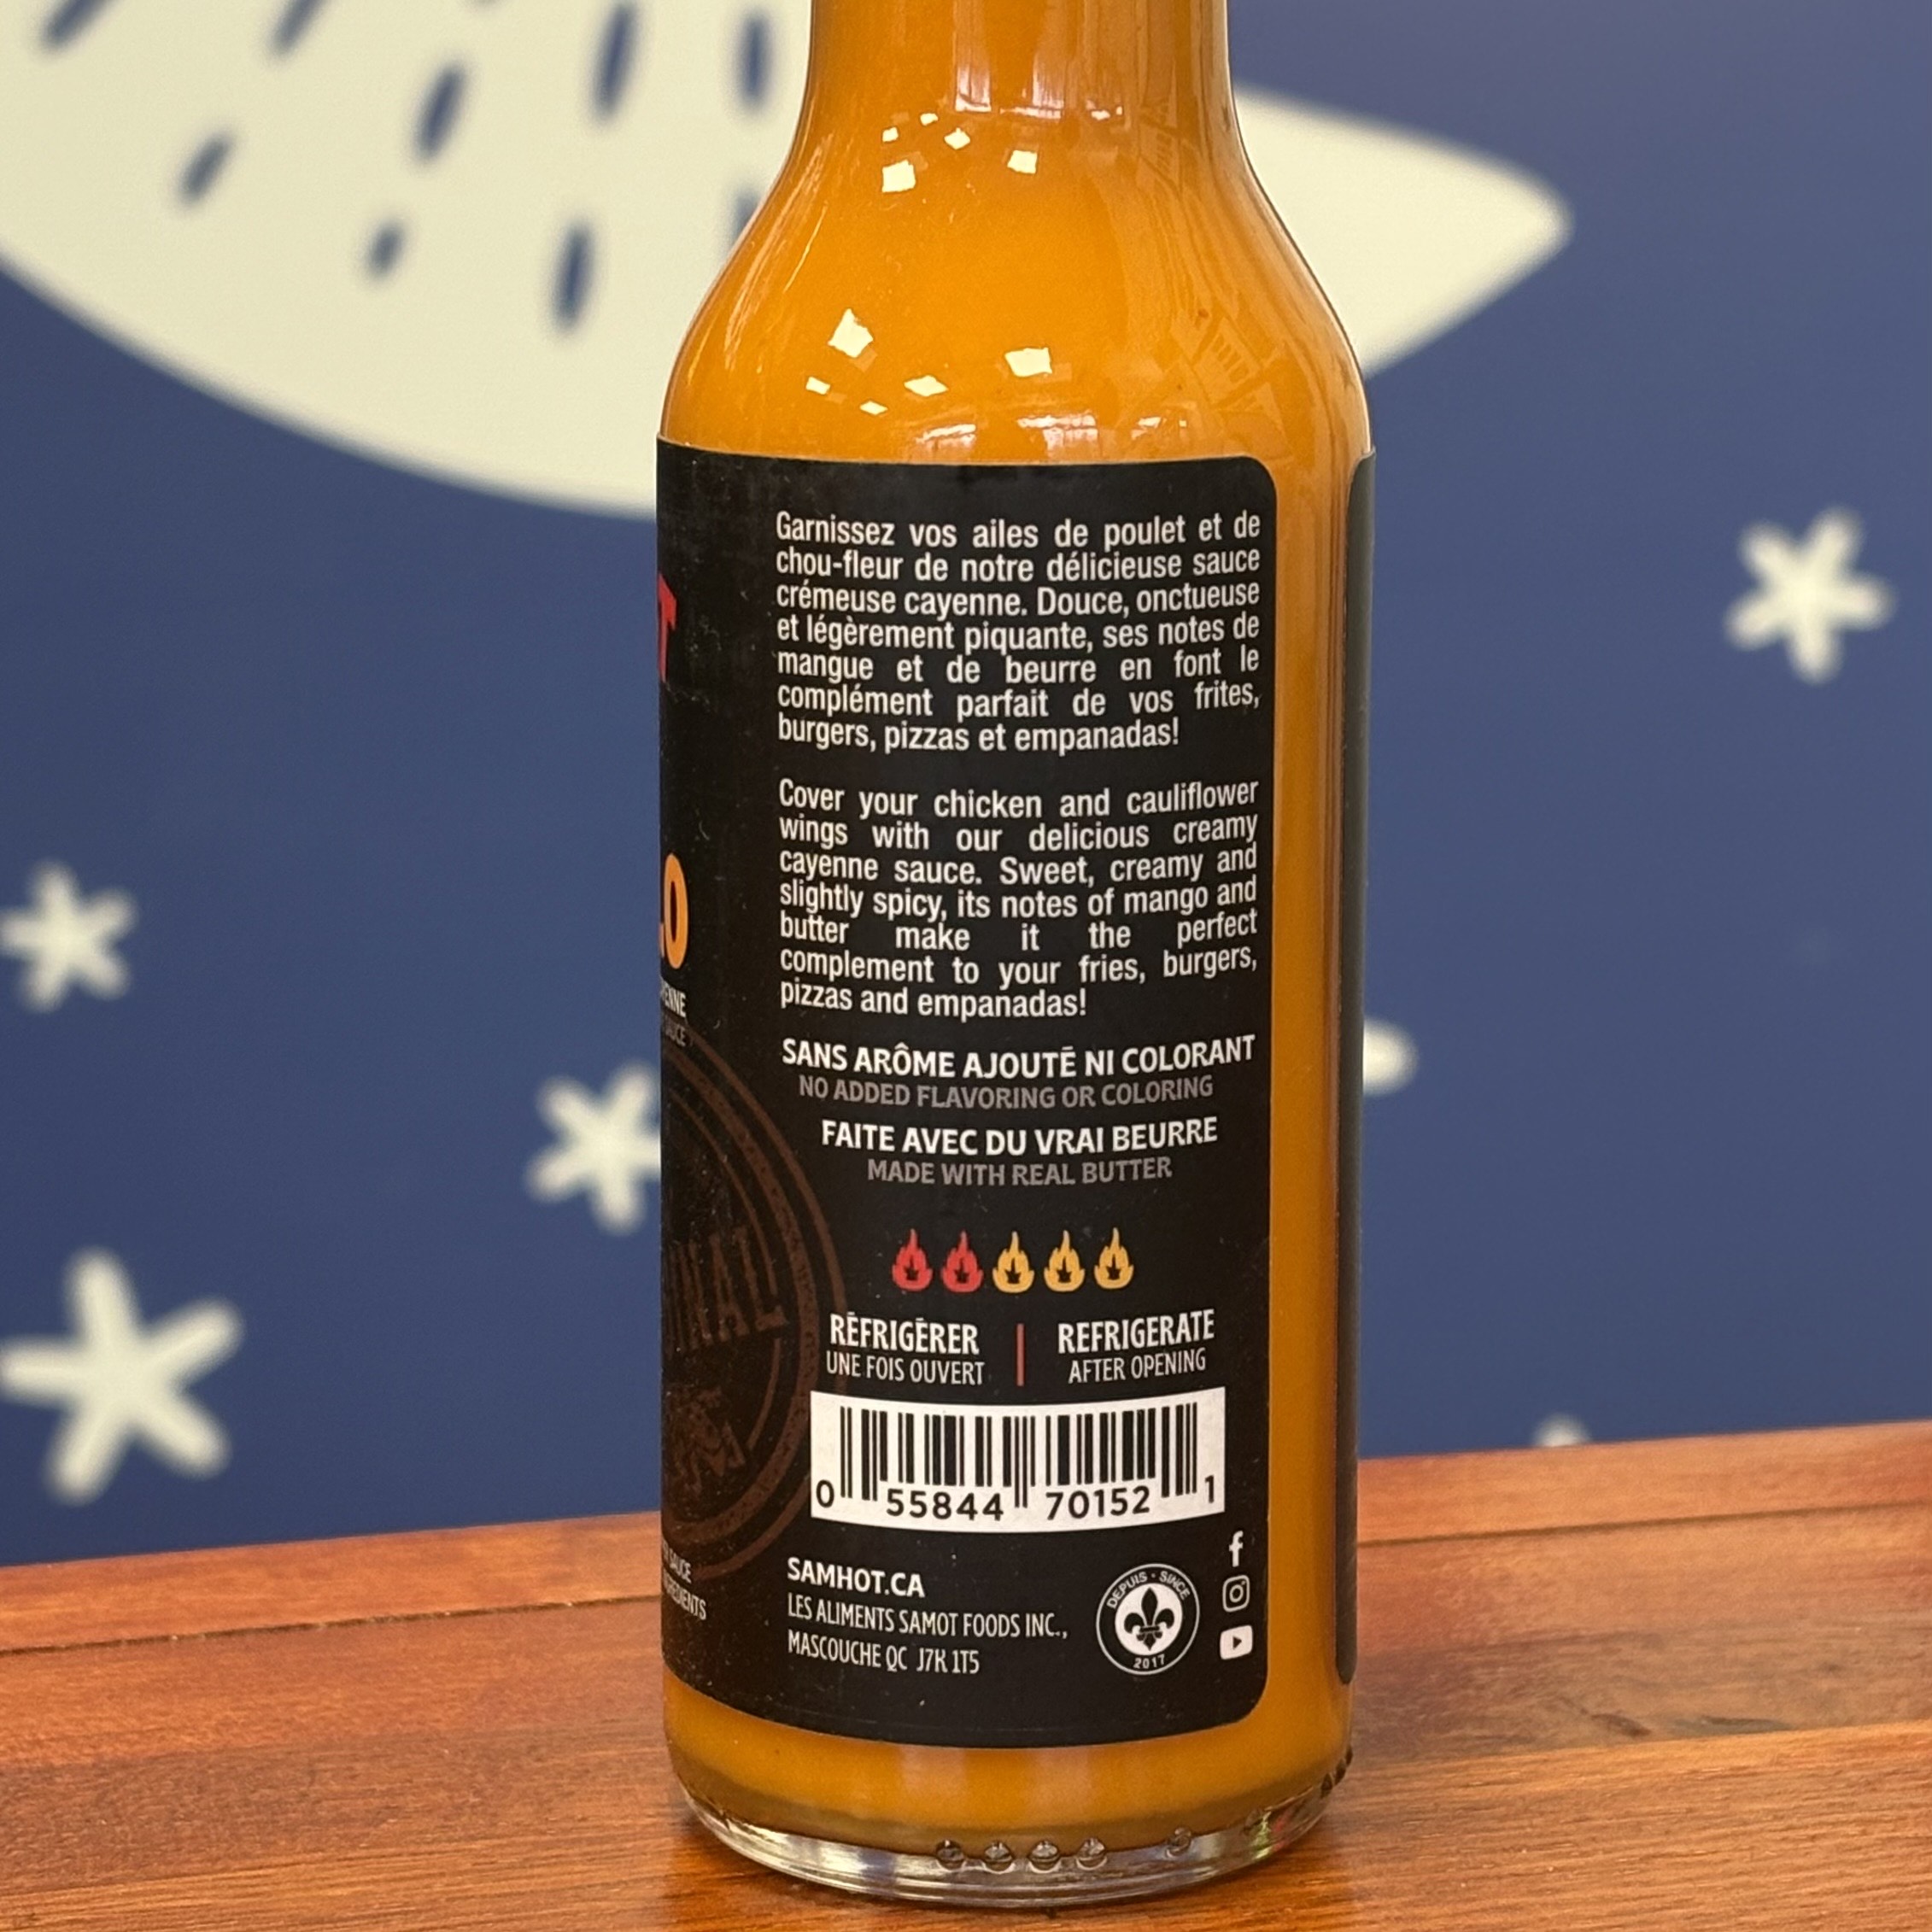 Garnissez vos ailes de poulet et de
chou-fleur de notre délicieuse sauce
crémeuse cayenne. Douce, onctueuse
et légèrement piquante, ses notes de
mangue et de beurre en font le
complément parfait de vos frites,
burgers, pizzas et empanadas!
Cover your chicken and cauliflower
wings with our delicious creamy
cayenne sauce. Sweet, creamy and
slightly spicy, its notes of mango and
butter make it the perfect
complement to your fries, burgers,
pizzas and empanadas!
SANS ARÔME AJOUTÉ NI COLORANT
NO ADDED FLAVORING OR COLORING
FAITE AVEC DU VRAI BEURRE
MADE WITH REAL BUTTER
RÉFRIGÉRER
UNE FOIS OUVERT
REFRIGERATE
AFTER OPENING
0 55844 70152 1
SAMHOT.CA
LES ALIMENTS SAMOT FOODS INC.,
MASCOUCHE QC J7K 1T5
DEPUIS - SINCE
2017
SAUCE